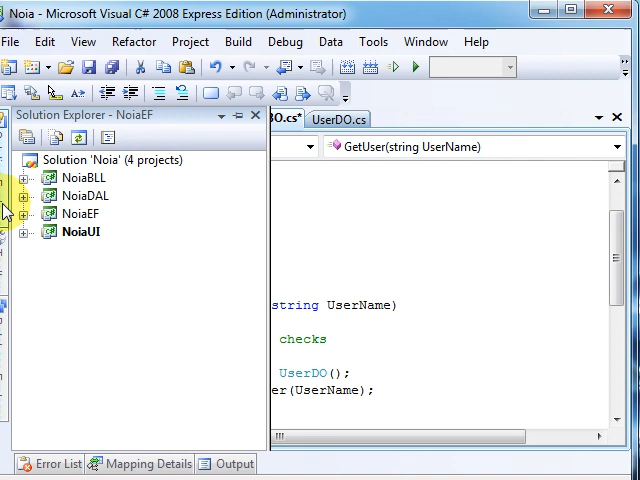 Noia - Microsoft Visual C# 2008 Express Edition (Administrator)
File Edit View Refactor Project Build Debug Data Tools Window Help
Solution Explorer - NoiaEF
O.cs* UserDO.cs
GetUser(string UserName)
Solution 'Noia' (4 projects)
NoiaBLL
NoiaDAL
NoiaEF
NoiaUI
string UserName)
checks
UserDO();
er(UserName);
Error List Mapping Details Output